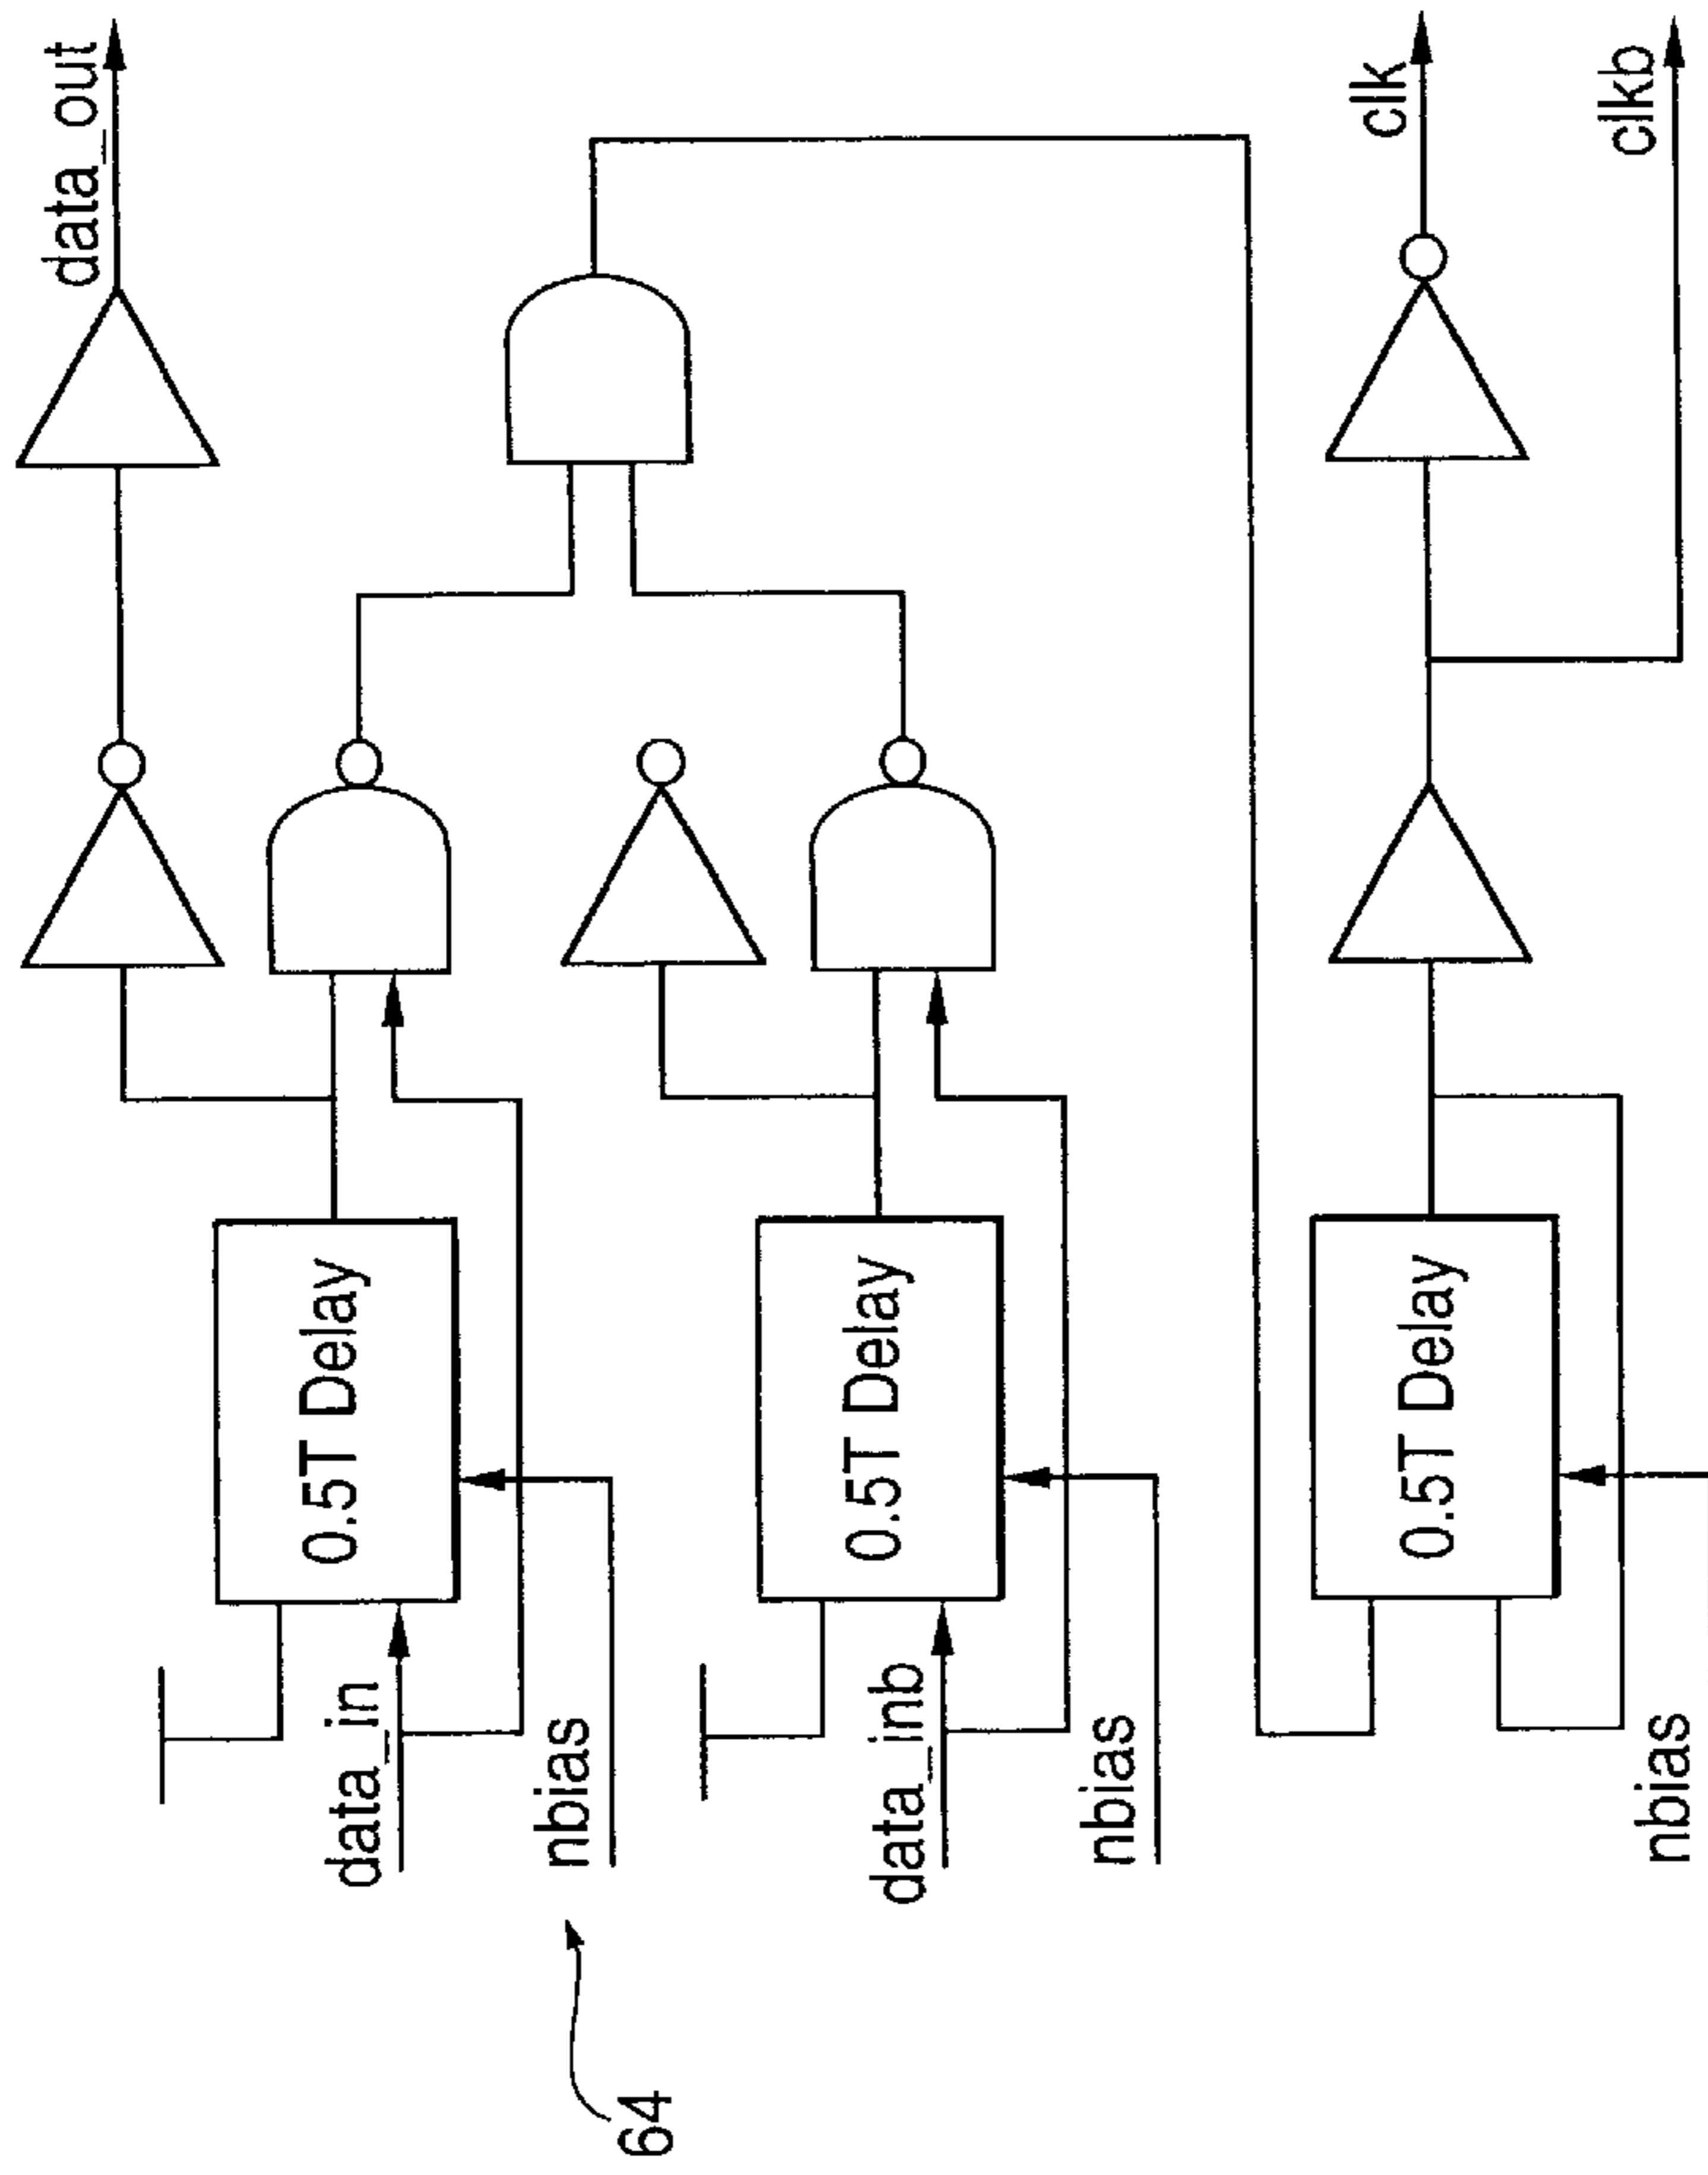 data_out
0.5T Delay
data_in
nbias
64
0.5T Delay
data_inb
nbias
clk
clkb
0.5T Delay
nbias